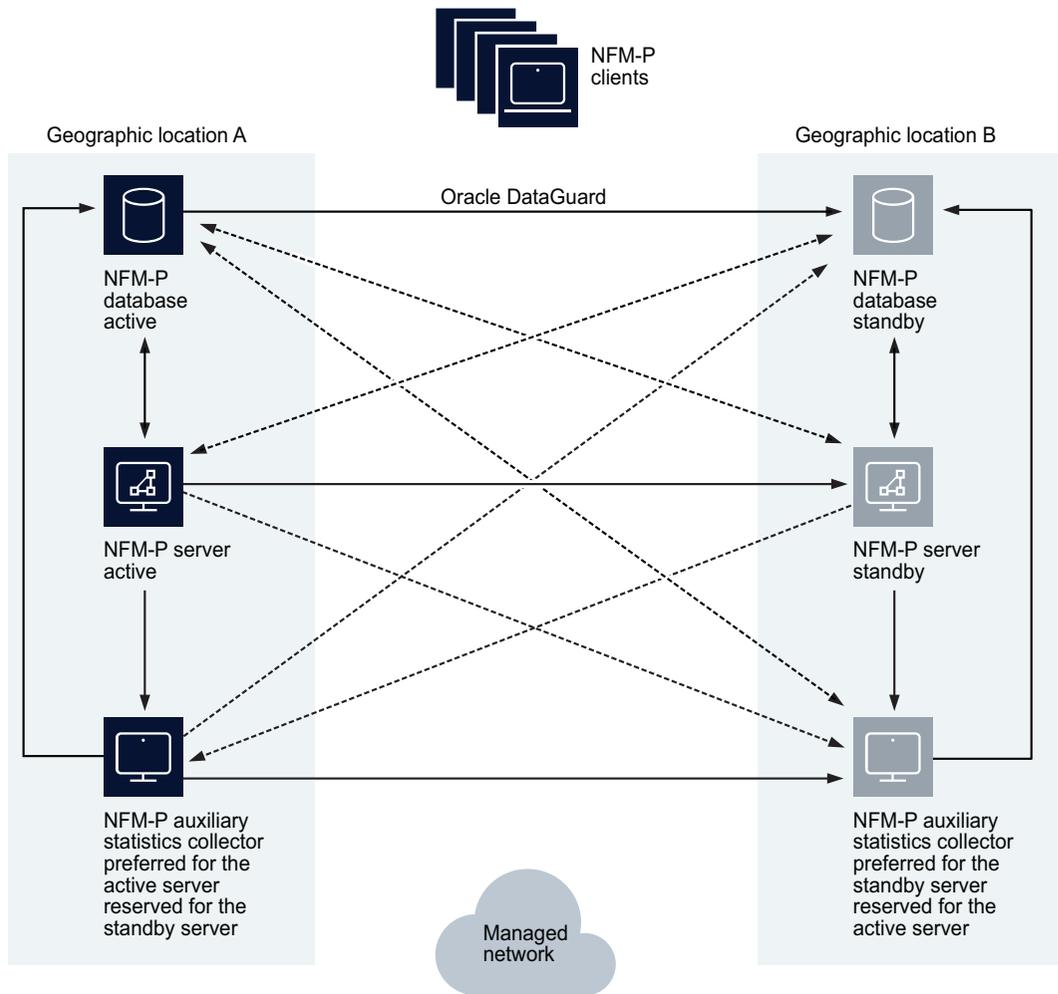 NFM-P
clients
Geographic location A
Geographic location B
Oracle DataGuard
NFM-P
database
active
NFM-P
database
standby
NFM-P server
active
NFM-P server
standby
NFM-P auxiliary
statistics collector
preferred for the
active server
reserved for the
standby server
NFM-P auxiliary
statistics collector
preferred for the
standby server
reserved for the
active server
Managed
network